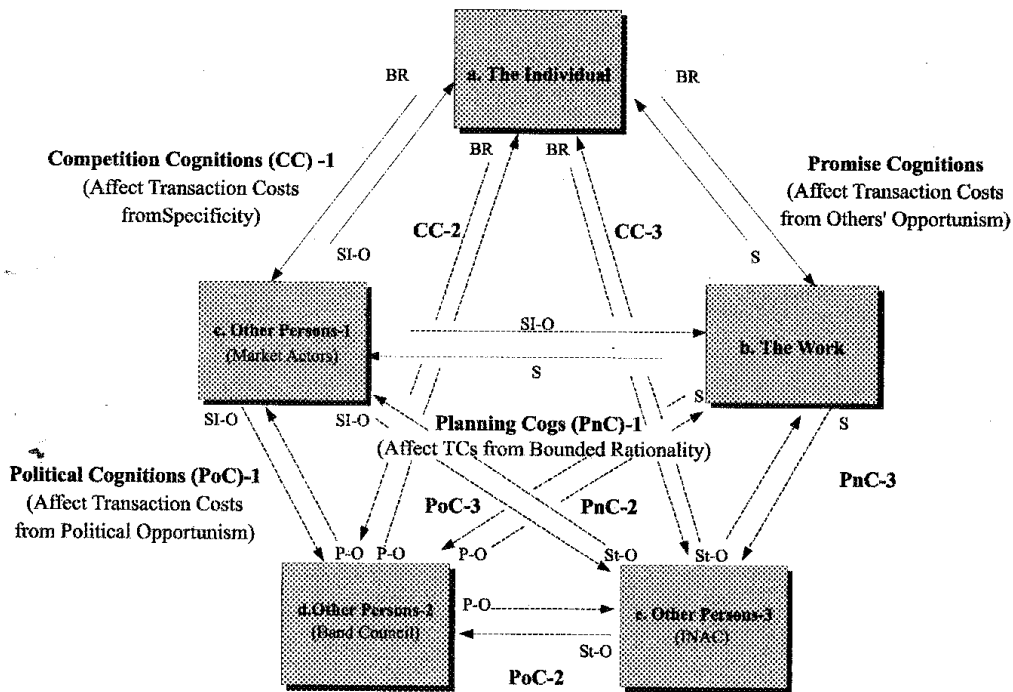 a. The Individual
BR
BR
BR
BR
Competition Cognitions (CC) -1
(Affect Transaction Costs
fromSpecificity)
Promise Cognitions
(Affect Transaction Costs
from Others' Opportunism)
CC-2
CC-3
SI-O
S
c. Other Persons-1
(Market Actors)
SI-O
S
b. The Work
SI-O
SI-O
S
S
Planning Cogs (PnC)-1
(Affect TCs from Bounded Rationality)
Political Cognitions (PoC)-1
(Affect Transaction Costs
from Political Opportunism)
PoC-3
PnC-2
PnC-3
P-O
P-O
P-O
St-O
St-O
d.Other Persons-2
(Band Council)
P-O
St-O
e. Other Persons-3
(INAC)
PoC-2